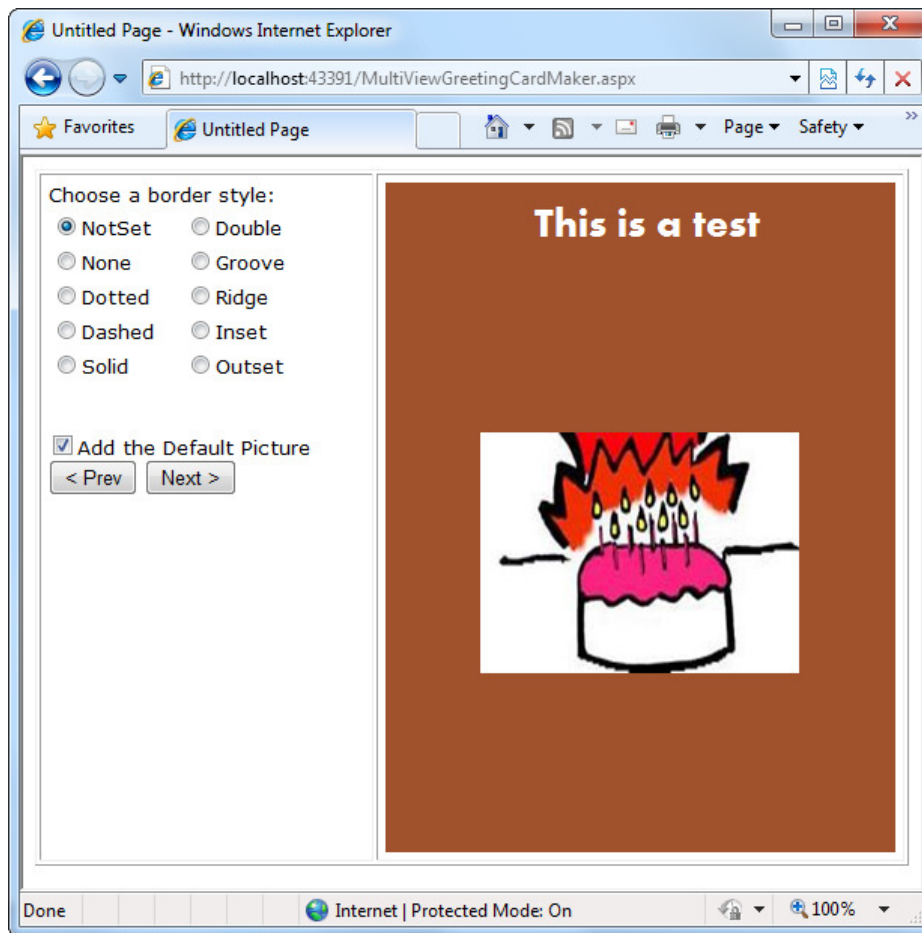 Untitled Page - Windows Internet Explorer
http://localhost:43391/MultiViewGreetingCardMaker.aspx
Favorites
Untitled Page
Page
Safety
»
Choose a border style:
NotSet
Double
None
Groove
Dotted
Ridge
Dashed
Inset
Solid
Outset
Add the Default Picture
< Prev
Next >
This is a test
Done
Internet | Protected Mode: On
100%